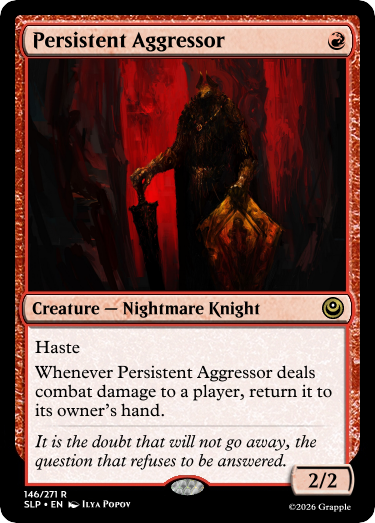 Persistent Aggressor
Creature — Nightmare Knight
Haste
Whenever Persistent Aggressor deals
combat damage to a player, return it to
its owner's hand.
It is the doubt that will not go away, the
question that refuses to be answered.
2/2
146/271 R
SLP • EN Ilya Popov
©2026 Grapple